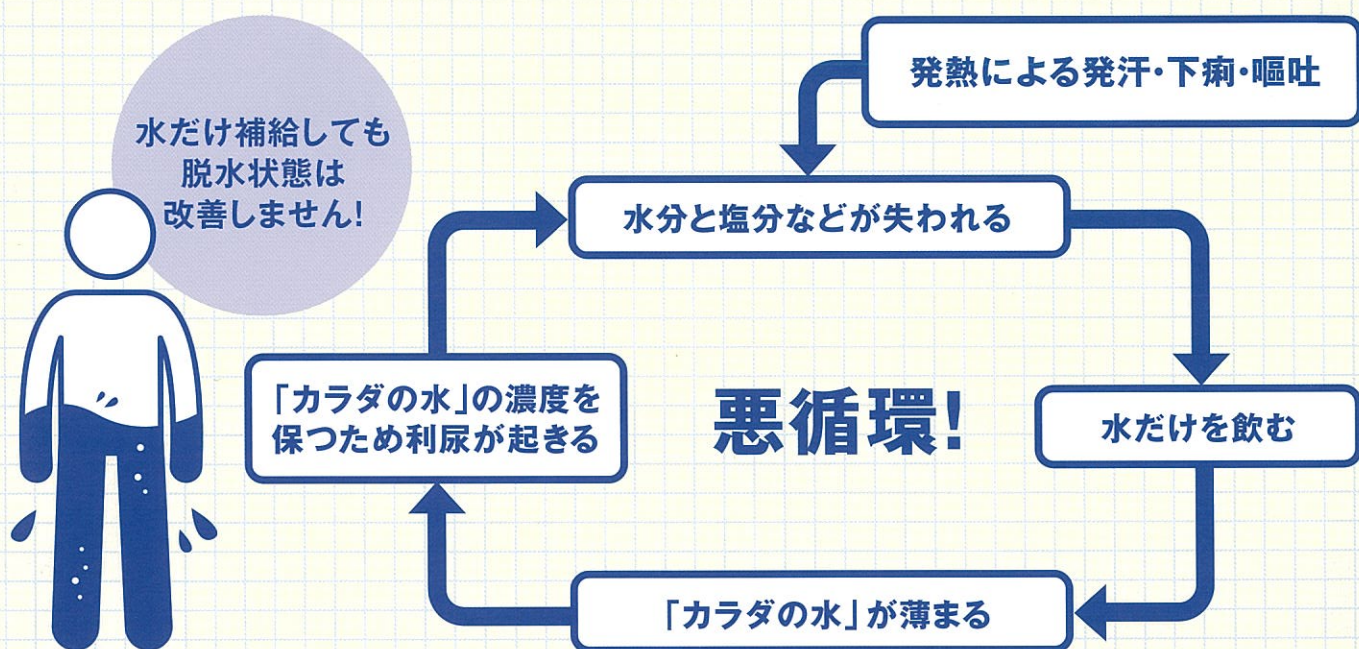 水だけ補給しても
脱水状態は
改善しません!
発熱による発汗・下痢・嘔吐
水分と塩分などが失われる
水だけを飲む
「カラダの水」が薄まる
「カラダの水」の濃度を
保つため利尿が起きる
悪循環!